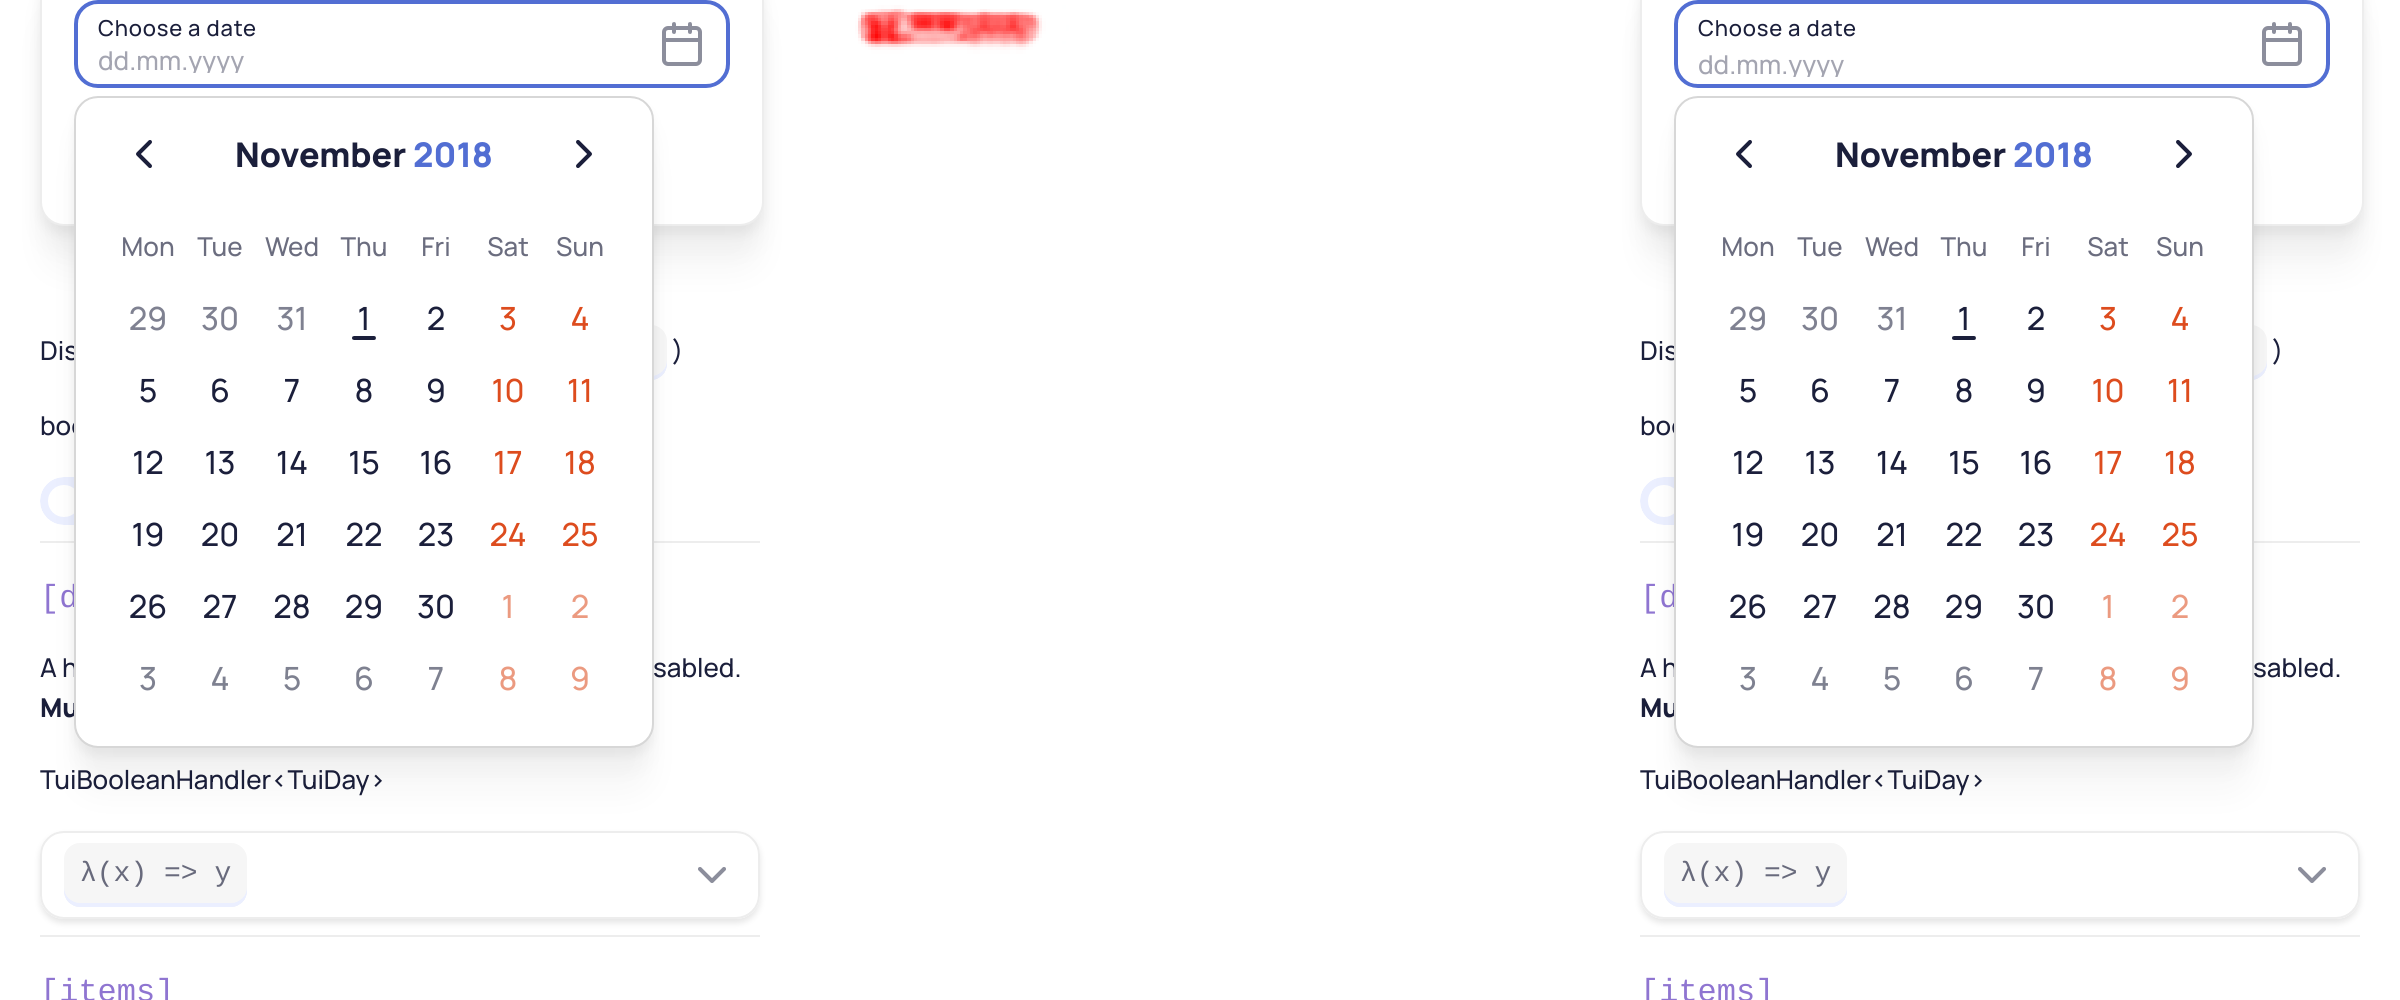 Choose a date
dd.mm.yyyy
November 2018
Mon Tue Wed Thu Fri Sat Sun
29 30 31 1 2 3 4
5 6 7 8 9 10 11
12 13 14 15 16 17 18
19 20 21 22 23 24 25
26 27 28 29 30 1 2
3 4 5 6 7 8 9
Dis )
boo
[d
A h sabled.
Mu
TuiBooleanHandler<TuiDay>
λ(x) => y
[items]
Choose a date
dd.mm.yyyy
November 2018
Mon Tue Wed Thu Fri Sat Sun
29 30 31 1 2 3 4
5 6 7 8 9 10 11
12 13 14 15 16 17 18
19 20 21 22 23 24 25
26 27 28 29 30 1 2
3 4 5 6 7 8 9
Dis )
boo
[d
A h sabled.
Mu
TuiBooleanHandler<TuiDay>
λ(x) => y
[items]